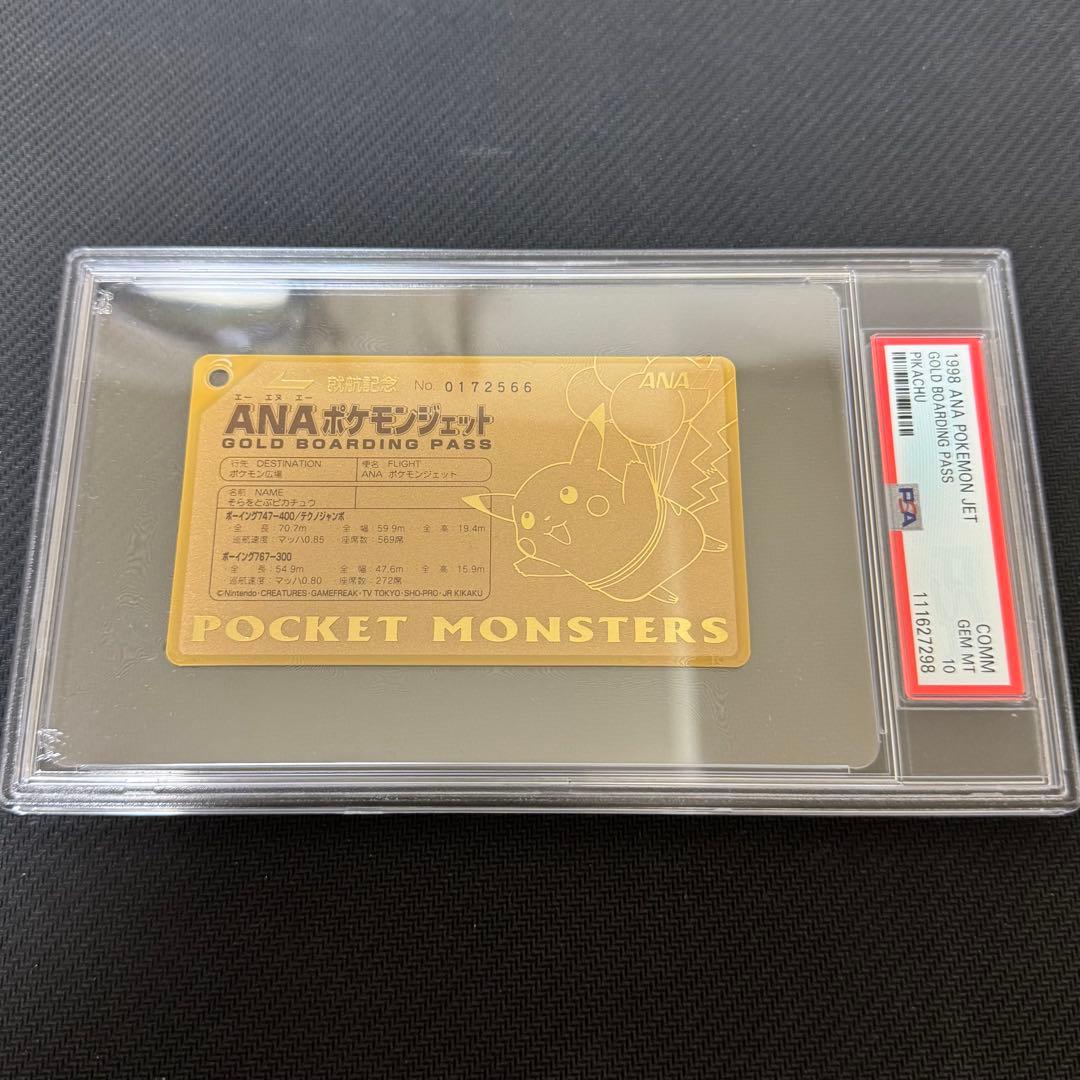 就航記念 No. 0172566
ANA
エー エヌ エー
ANAポケモンジェット
GOLD BOARDING PASS
行先 DESTINATION
ポケモン広場
便名 FLIGHT
ANA ポケモンジェット
名前 NAME
そらをとぶピカチュウ
ボーイング747-400/テクノジャンボ
・全 長:70.7m ・全 幅:59.9m ・全 高:19.4m
・巡航速度:マッハ0.85 ・座席数:569席
ボーイング767-300
・全 長:54.9m ・全 幅:47.6m ・全 高:15.9m
・巡航速度:マッハ0.80 ・座席数:272席
©Nintendo・CREATURES・GAMEFREAK・TV TOKYO・SHO-PRO・JR KIKAKU
POCKET MONSTERS
1998 ANA POKEMON JET
GOLD BOARDING PASS
PIKACHU
PSA
COMM
GEM MT
10
111627298